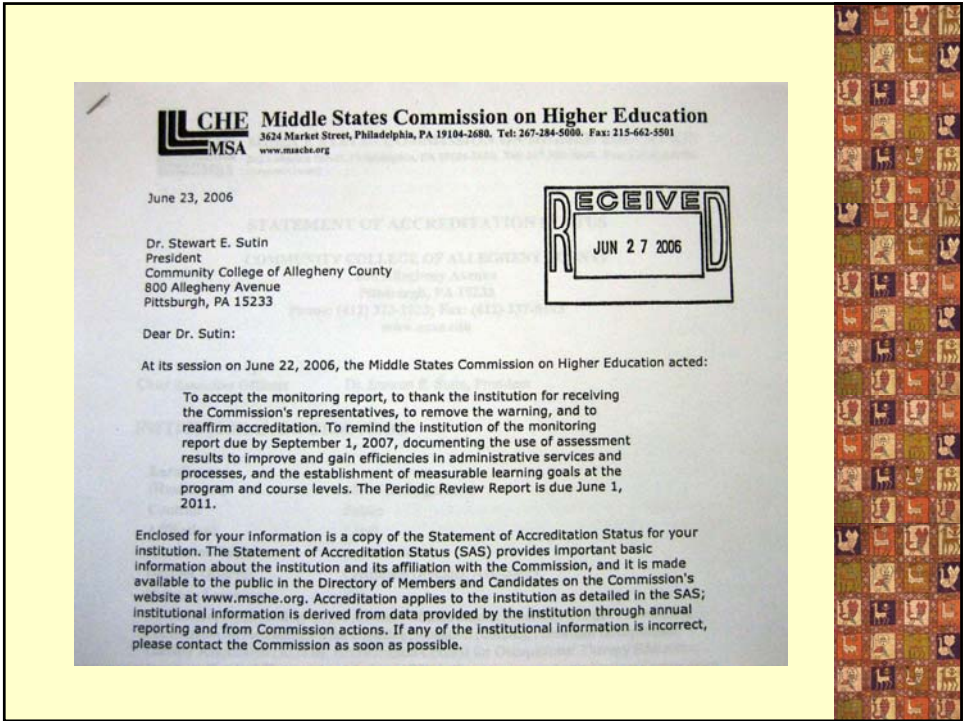 CHE Middle States Commission on Higher Education
MSA 3624 Market Street, Philadelphia, PA 19104-2680. Tel: 267-284-5000. Fax: 215-662-5501
www.msche.org
June 23, 2006
RECEIVED
JUN 27 2006
Dr. Stewart E. Sutin
President
Community College of Allegheny County
800 Allegheny Avenue
Pittsburgh, PA 15233
Dear Dr. Sutin:
At its session on June 22, 2006, the Middle States Commission on Higher Education acted:
To accept the monitoring report, to thank the institution for receiving
the Commission's representatives, to remove the warning, and to
reaffirm accreditation. To remind the institution of the monitoring
report due by September 1, 2007, documenting the use of assessment
results to improve and gain efficiencies in administrative services and
processes, and the establishment of measurable learning goals at the
program and course levels. The Periodic Review Report is due June 1,
2011.
Enclosed for your information is a copy of the Statement of Accreditation Status for your
institution. The Statement of Accreditation Status (SAS) provides important basic
information about the institution and its affiliation with the Commission, and it is made
available to the public in the Directory of Members and Candidates on the Commission's
website at www.msche.org. Accreditation applies to the institution as detailed in the SAS;
institutional information is derived from data provided by the institution through annual
reporting and from Commission actions. If any of the institutional information is incorrect,
please contact the Commission as soon as possible.